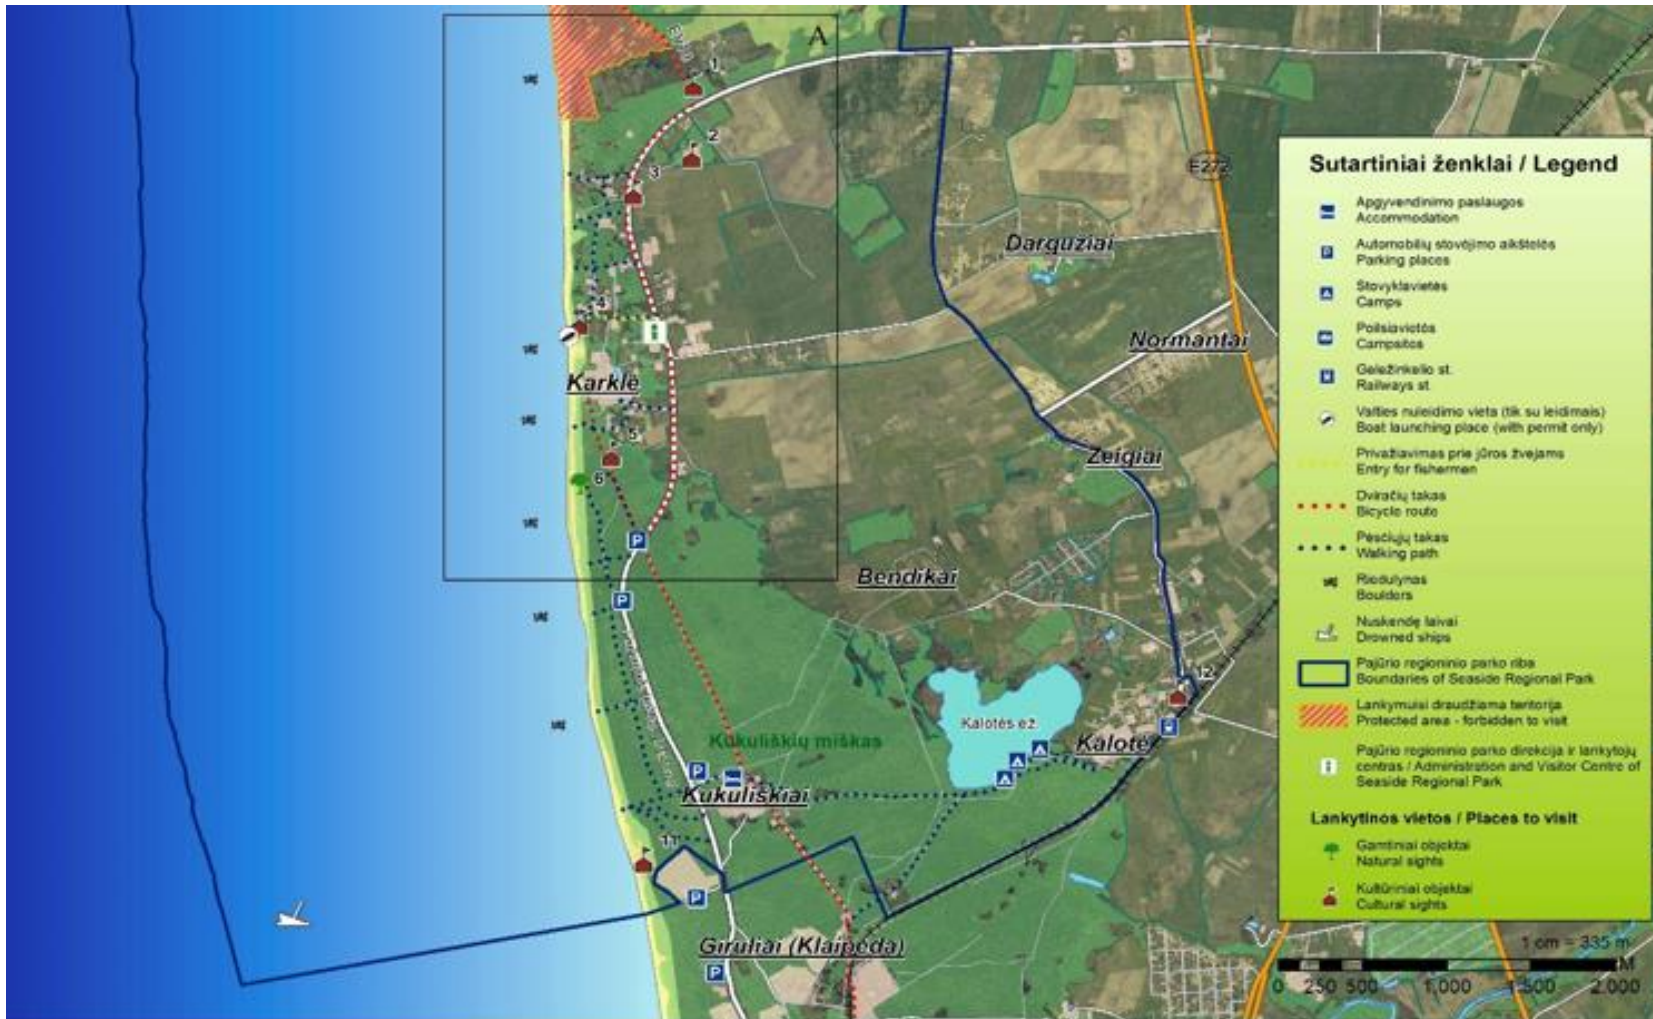 A
1
2
3
4
5
6
E272
Darguziai
Normantai
Karklė
Zeigiai
Bendikai
12
Kalotės ež.
Kalotė
Kukuliškių miškas
Kukuliškiai
11
Giruliai (Klaipėda)
Sutartiniai ženklai / Legend
Apgyvendinimo paslaugos
Accommodation
P
Automobilių stovėjimo aikštelės
Parking places
Stovyklavietės
Camps
Poilsiavietės
Campsites
Geležinkelio st.
Railways st
Valties nuleidimo vieta (tik su leidimais)
Boat launching place (with permit only)
Privažiavimas prie jūros žvejams
Entry for fishermen
Dviračių takas
Bicycle route
Pėsčiųjų takas
Walking path
Riedulynas
Boulders
Nuskendę laivai
Drowned ships
Pajūrio regioninio parko riba
Boundaries of Seaside Regional Park
Lankymuisi draudžiama teritorija
Protected area - forbidden to visit
Pajūrio regioninio parko direkcija ir lankytojų
centras / Administration and Visitor Centre of
Seaside Regional Park
Lankytinos vietos / Places to visit
Gamtiniai objektai
Natural sights
Kultūriniai objektai
Cultural sights
1 cm = 335 m
M
0 250 500 1.000 1.500 2.000